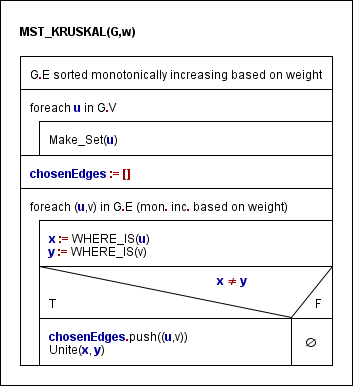 MST_KRUSKAL(G,w)
G.E sorted monotonically increasing based on weight
foreach u in G.V
Make_Set(u)
chosenEdges := []
foreach (u,v) in G.E (mon. inc. based on weight)
x := WHERE_IS(u)
y := WHERE_IS(v)
x ≠ y
T F
chosenEdges.push((u,v))
Unite(x,y)
∅